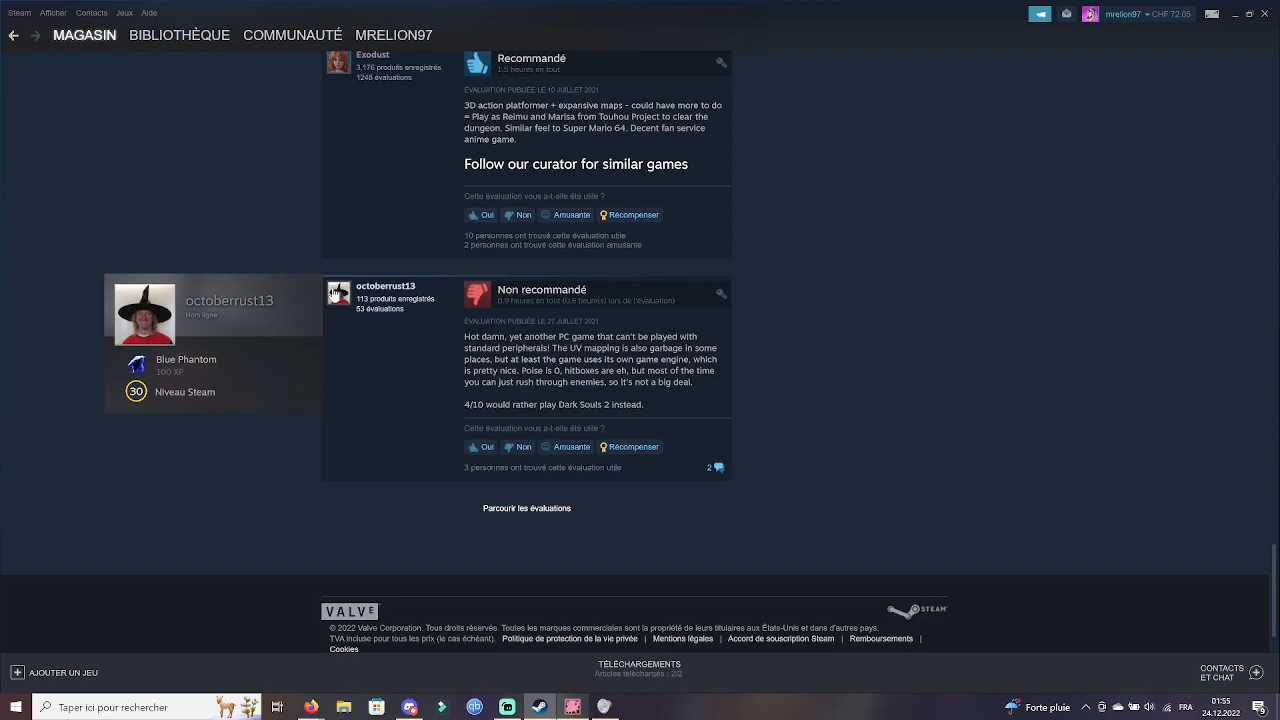 Steam Afficher Contacts Jeux Aide
mrelion97 CHF 72.05
MAGASIN BIBLIOTHÈQUE COMMUNAUTÉ MRELION97
Exodust
3,176 produits enregistrés
1248 évaluations
Recommandé
1.5 heures en tout
ÉVALUATION PUBLIÉE LE 10 JUILLET 2021
3D action platformer + expansive maps - could have more to do
= Play as Reimu and Marisa from Touhou Project to clear the
dungeon. Similar feel to Super Mario 64. Decent fan service
anime game.
Follow our curator for similar games
Cette évaluation vous a-t-elle été utile ?
Oui Non Amusante Récompenser
10 personnes ont trouvé cette évaluation utile
2 personnes ont trouvé cette évaluation amusante
octoberrust13
Hors ligne
Blue Phantom
100 XP
30 Niveau Steam
octoberrust13
113 produits enregistrés
53 évaluations
Non recommandé
0.9 heures en tout (0.6 heure(s) lors de l'évaluation)
ÉVALUATION PUBLIÉE LE 27 JUILLET 2021
Hot damn, yet another PC game that can't be played with
standard peripherals! The UV mapping is also garbage in some
places, but at least the game uses its own game engine, which
is pretty nice. Poise is 0, hitboxes are eh, but most of the time
you can just rush through enemies, so it's not a big deal.
4/10 would rather play Dark Souls 2 instead.
Cette évaluation vous a-t-elle été utile ?
Oui Non Amusante Récompenser
3 personnes ont trouvé cette évaluation utile
2
Parcourir les évaluations
VALVE
STEAM
© 2022 Valve Corporation. Tous droits réservés. Toutes les marques commerciales sont la propriété de leurs titulaires aux États-Unis et dans d'autres pays.
TVA incluse pour tous les prix (le cas échéant). Politique de protection de la vie privée | Mentions légales | Accord de souscription Steam | Remboursements |
Cookies
AJOUTER UN JEU
TÉLÉCHARGEMENTS
Articles téléchargés : 2/2
CONTACTS
ET CHAT
Taper ici pour rechercher
Forte pluie
FRA
01:55
24.12.2022